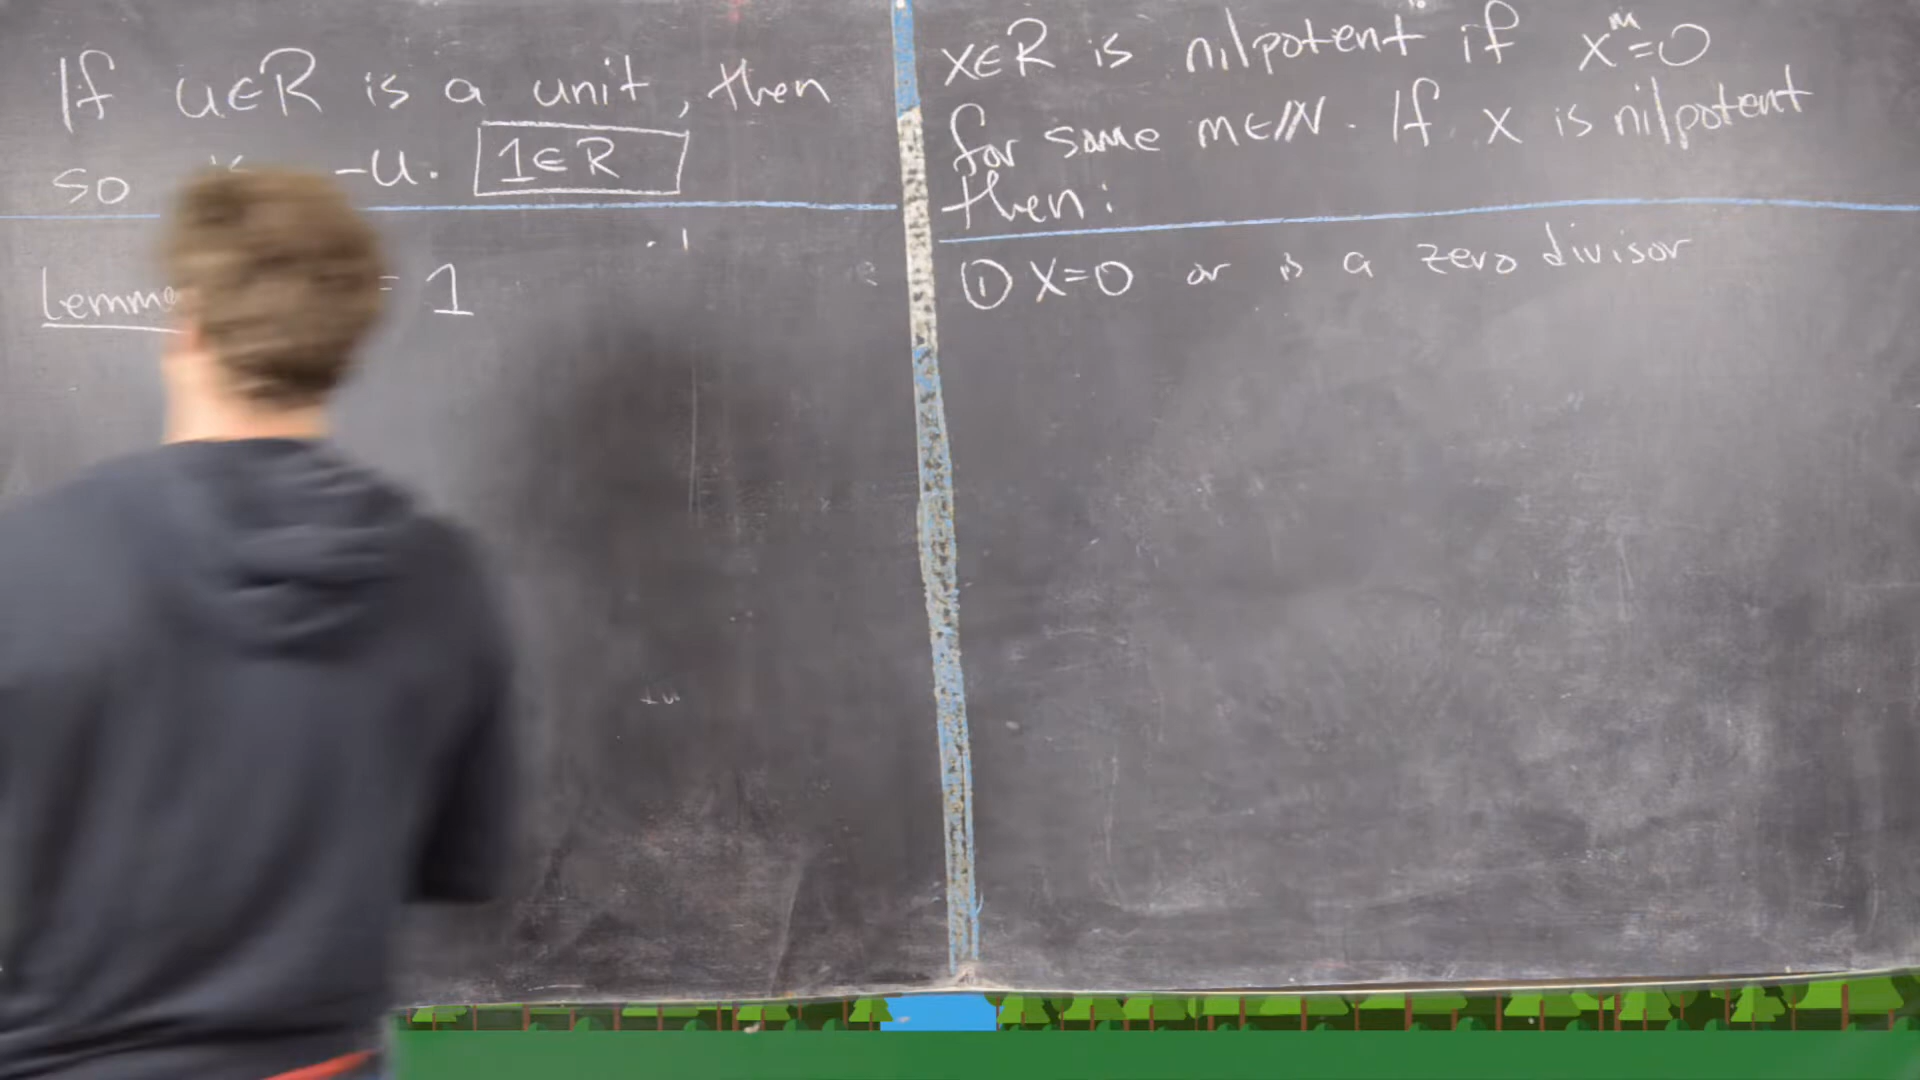 If u∈R is a unit, then
so -u. 1∈R
Lemma = 1
x∈R is nilpotent if x^m=0
for some m∈ℕ. If x is nilpotent
then:
① x=0 or is a zero divisor